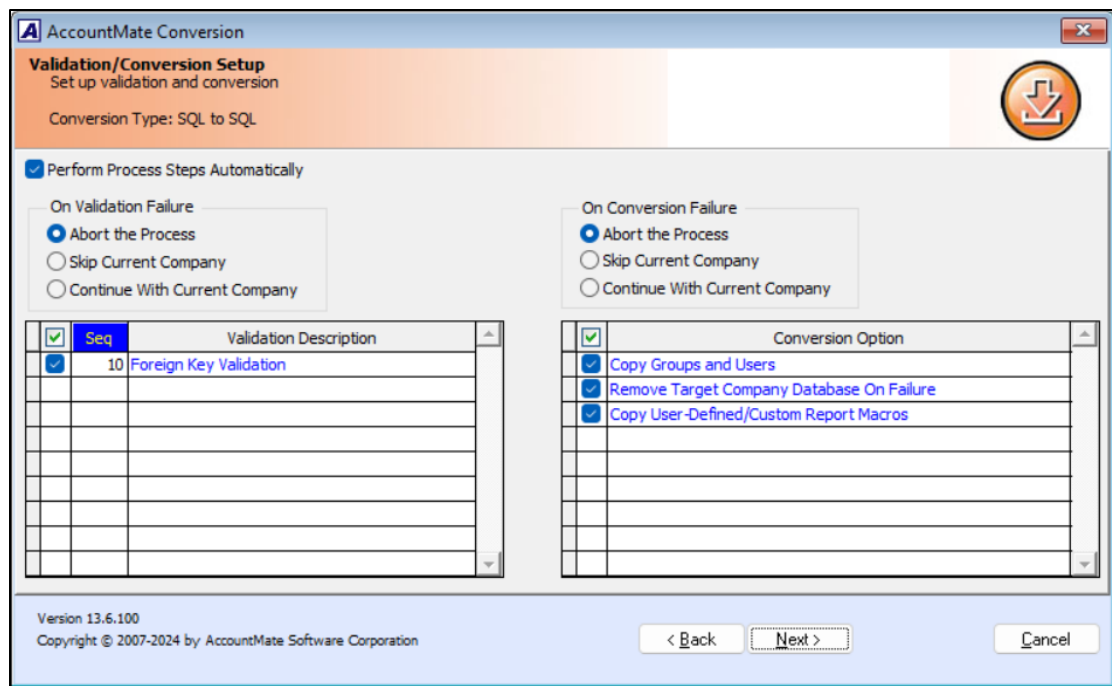 AccountMate Conversion
Validation/Conversion Setup
Set up validation and conversion
Conversion Type: SQL to SQL
Perform Process Steps Automatically
On Validation Failure
Abort the Process
Skip Current Company
Continue With Current Company
On Conversion Failure
Abort the Process
Skip Current Company
Continue With Current Company
Seq Validation Description
10 Foreign Key Validation
Conversion Option
Copy Groups and Users
Remove Target Company Database On Failure
Copy User-Defined/Custom Report Macros
Version 13.6.100
Copyright © 2007-2024 by AccountMate Software Corporation
< Back
Next >
Cancel